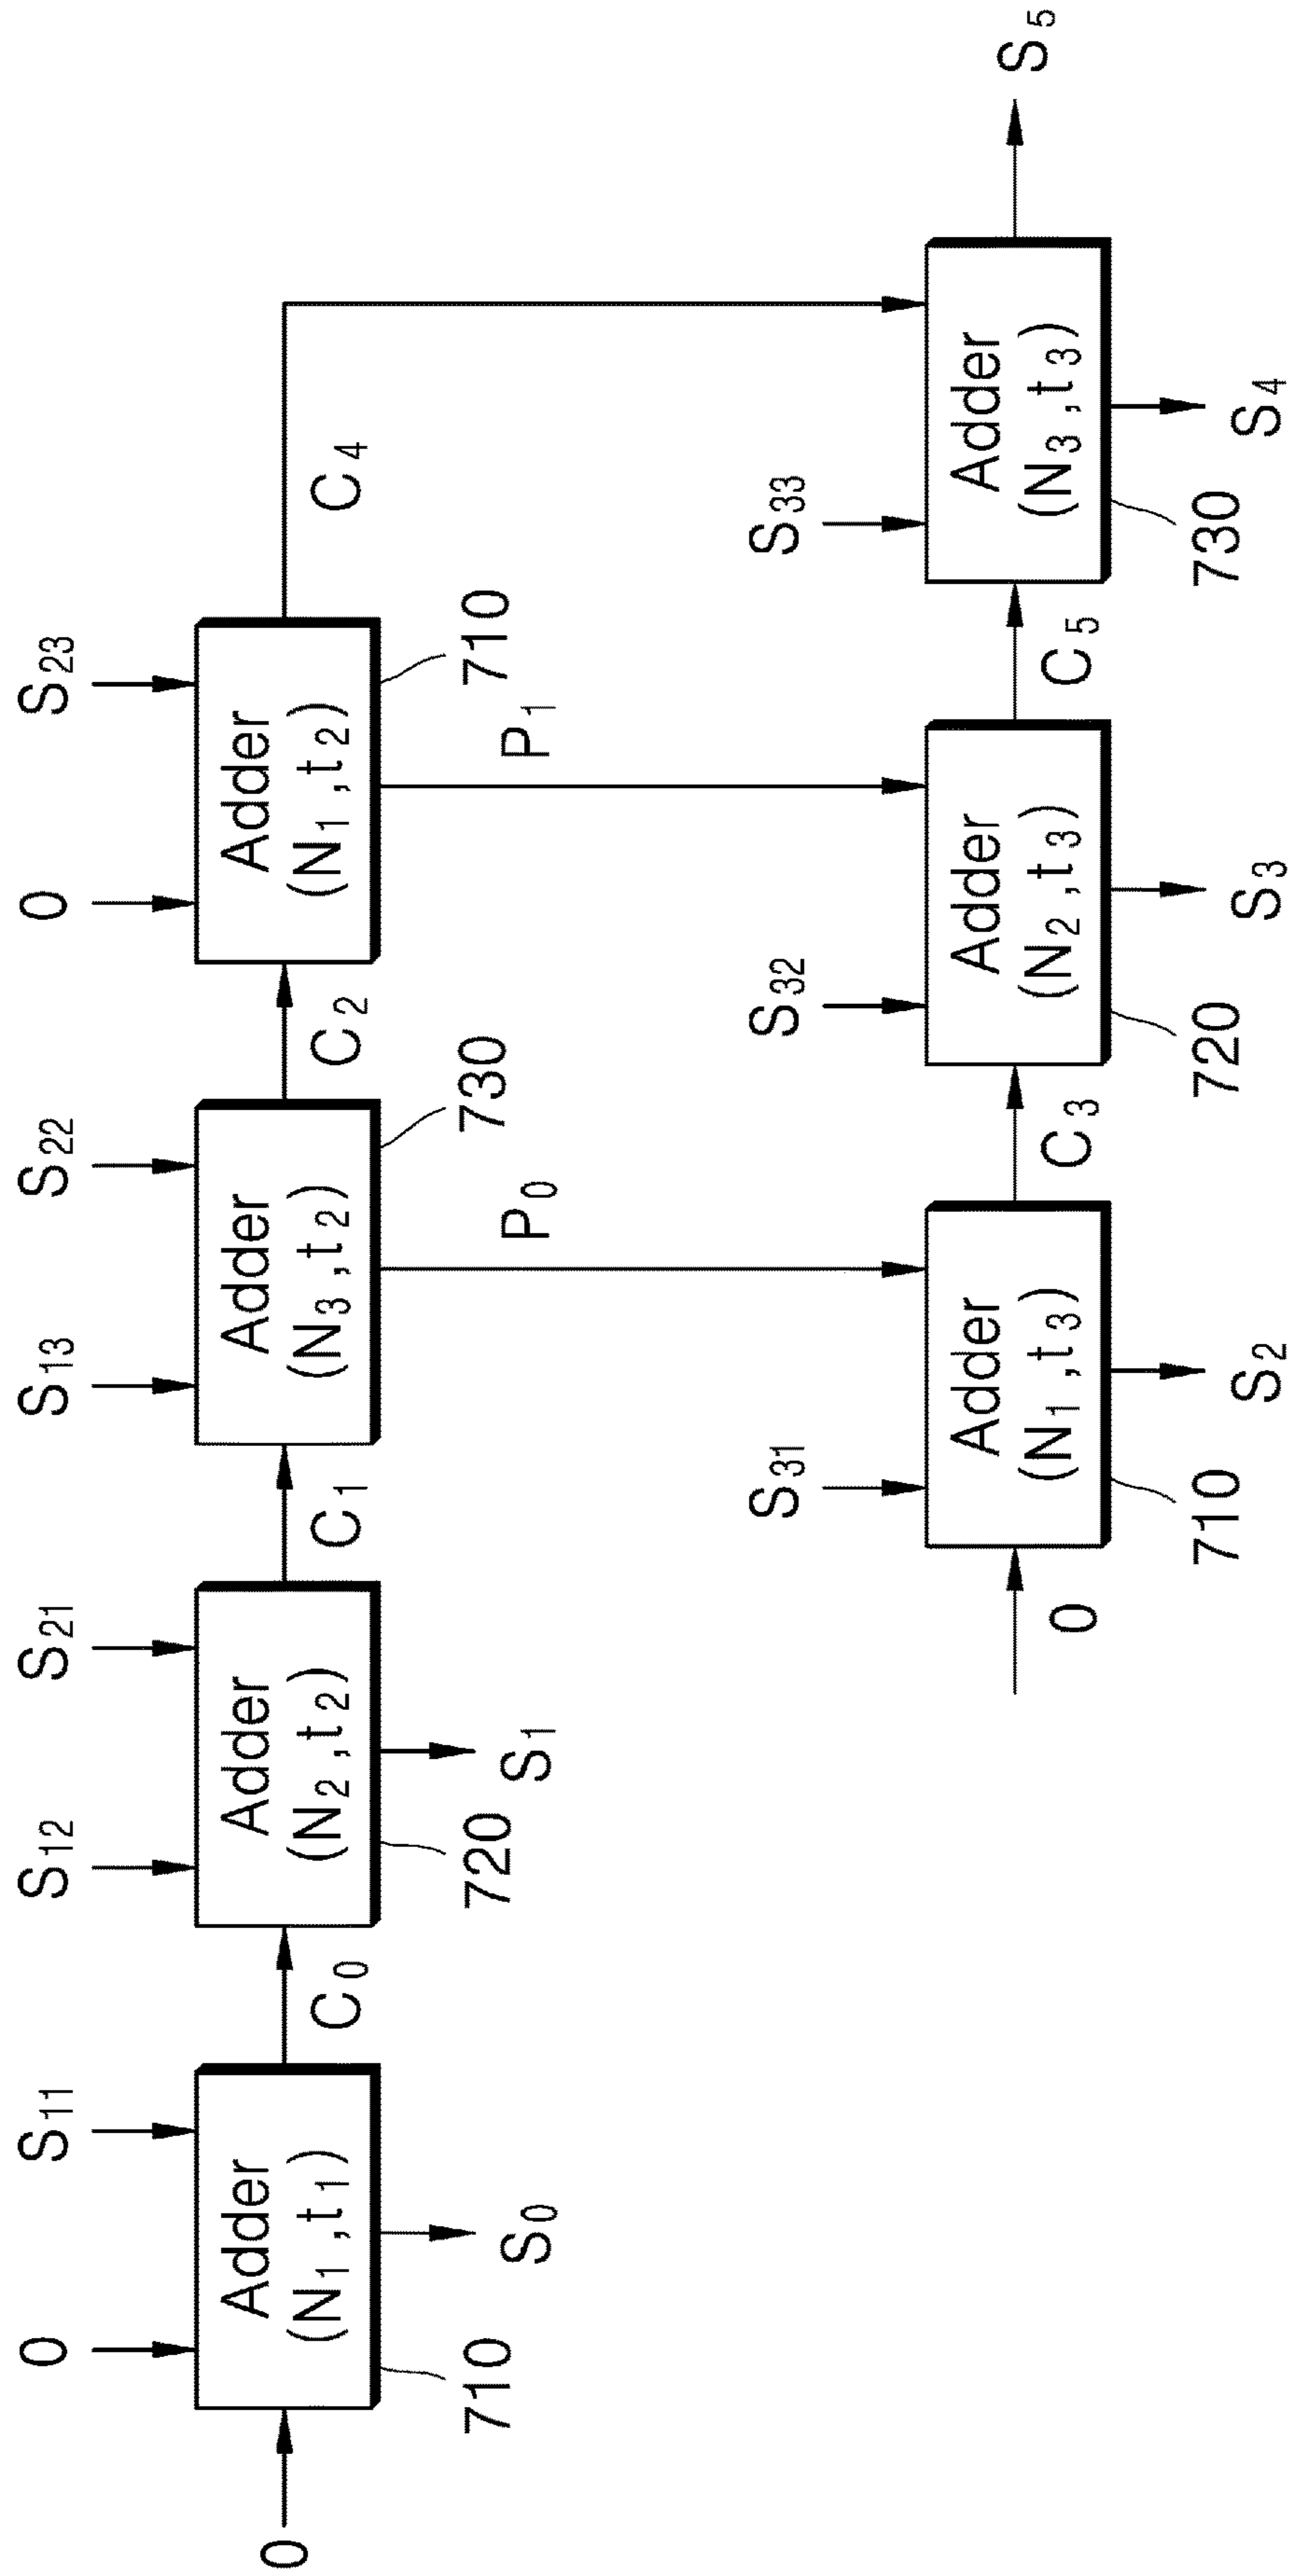 0 S₁₁ S₁₂ S₂₁ S₁₃ S₂₂ 0 S₂₃
0 Adder (N₁,t₁) C₀ Adder (N₂,t₂) C₁ Adder (N₃,t₂) C₂ Adder (N₁,t₂) C₄
710 720 730 710
S₀ S₁ P₀ P₁
S₃₁ S₃₂ S₃₃
0 Adder (N₁,t₃) C₃ Adder (N₂,t₃) C₅ Adder (N₃,t₃) S₅
710 720 730
S₂ S₃ S₄